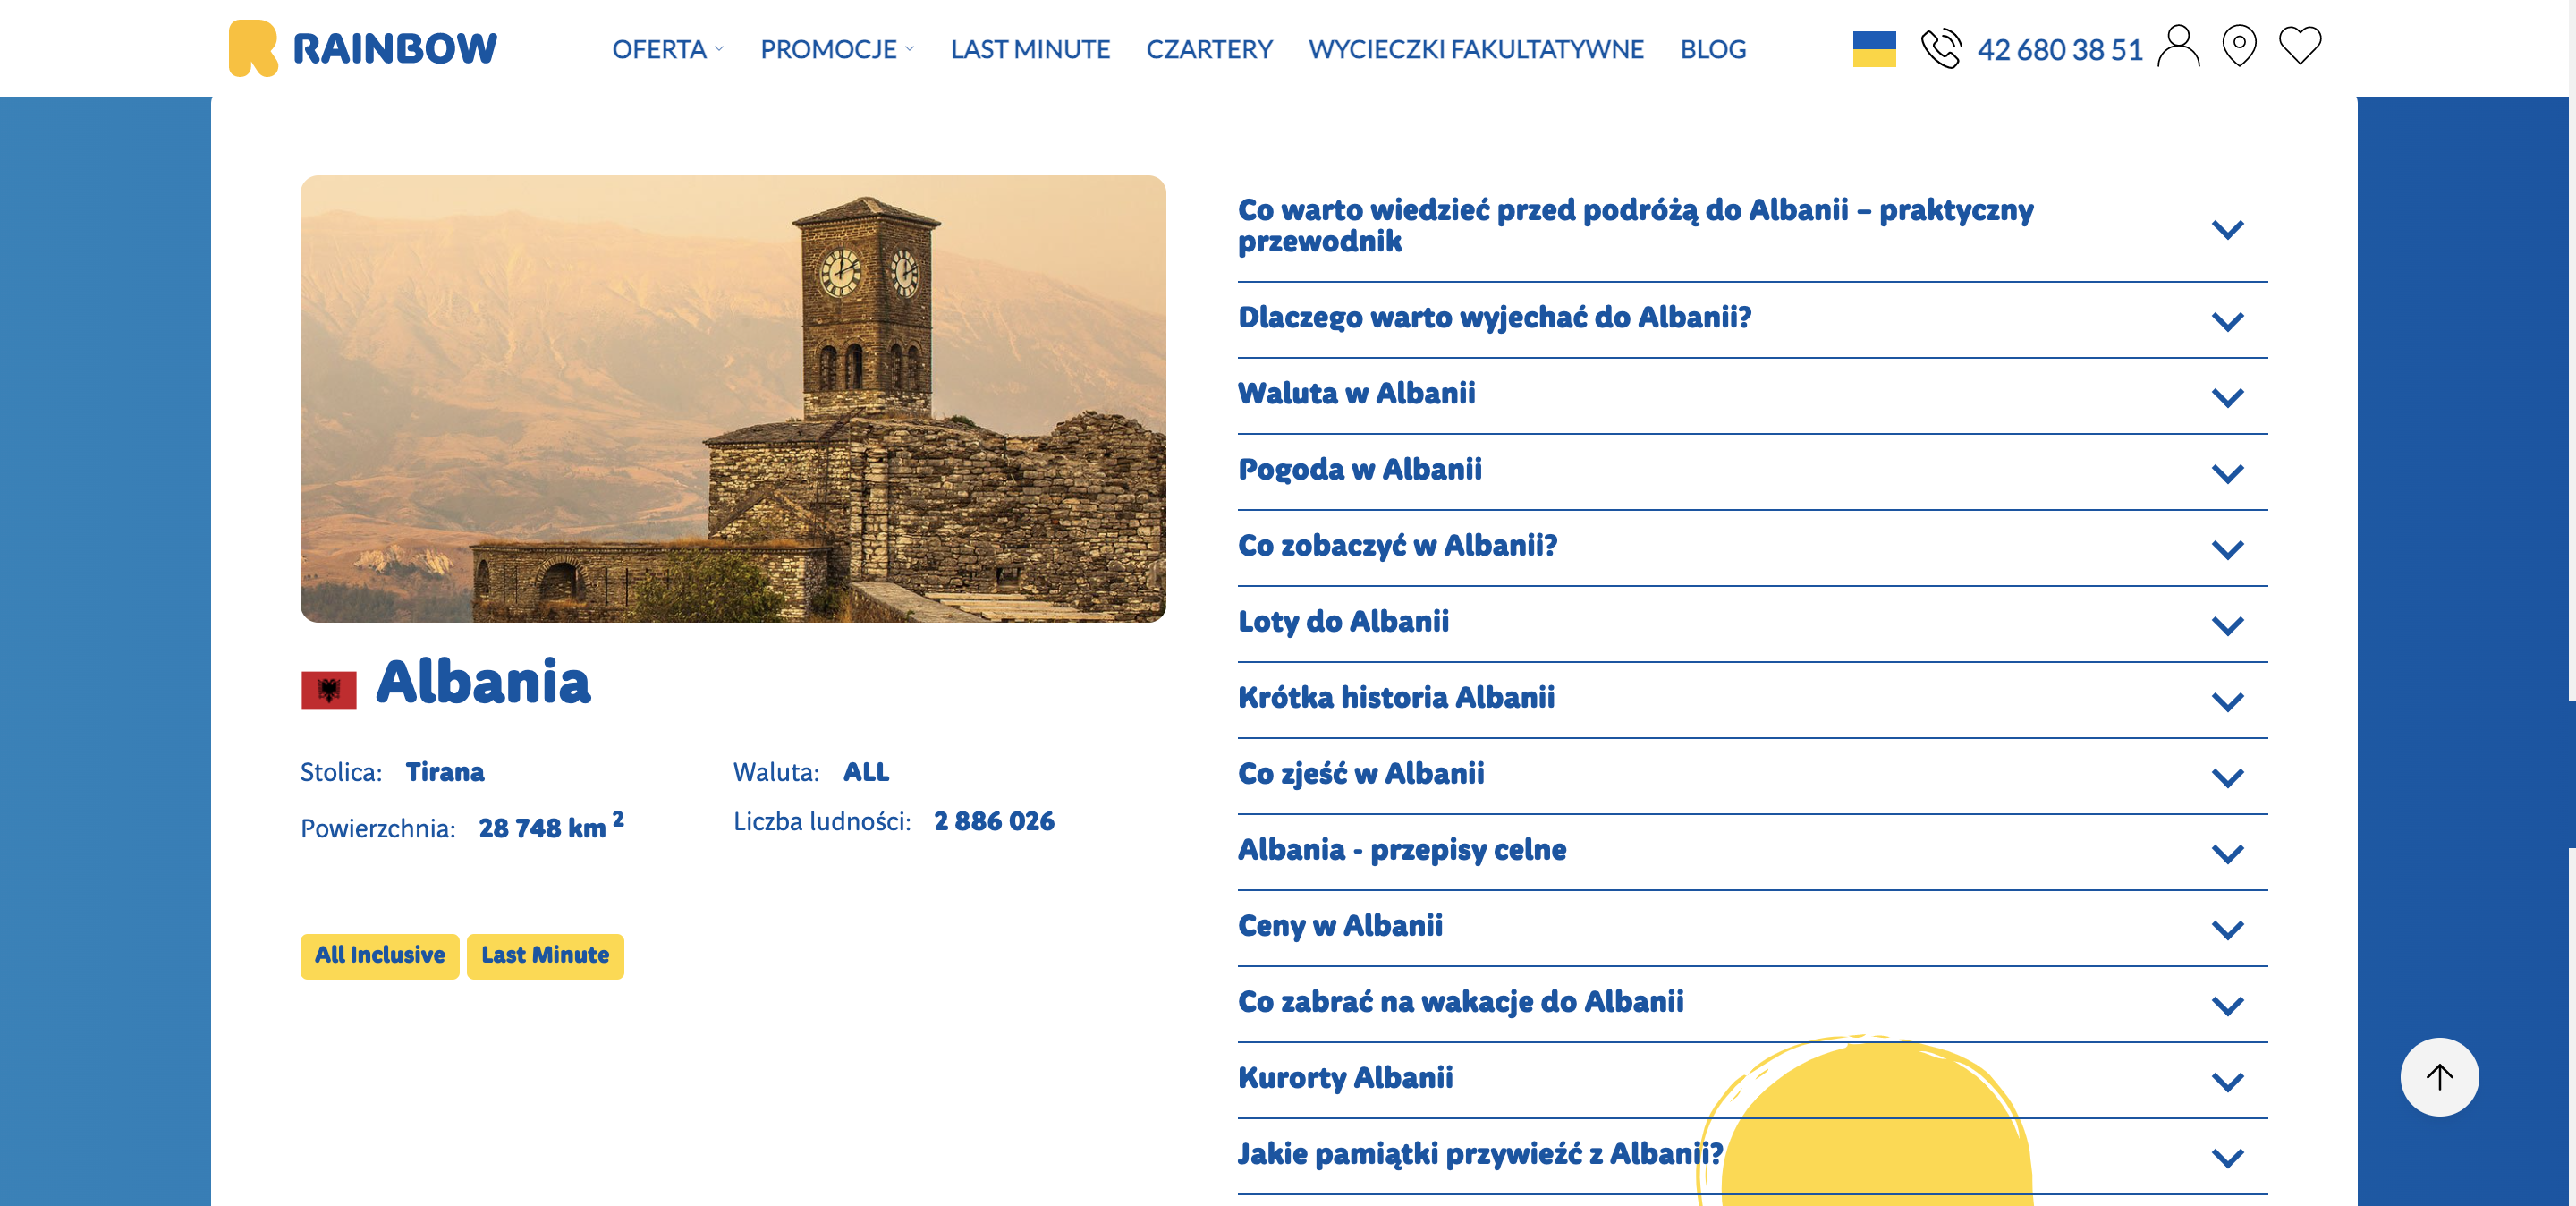 RAINBOW
OFERTA
PROMOCJE
LAST MINUTE
CZARTERY
WYCIECZKI FAKULTATYWNE
BLOG
42 680 38 51
Albania
Stolica: Tirana
Waluta: ALL
Powierzchnia: 28 748 km ²
Liczba ludności: 2 886 026
All Inclusive
Last Minute
Co warto wiedzieć przed podróżą do Albanii – praktyczny
przewodnik
Dlaczego warto wyjechać do Albanii?
Waluta w Albanii
Pogoda w Albanii
Co zobaczyć w Albanii?
Loty do Albanii
Krótka historia Albanii
Co zjeść w Albanii
Albania - przepisy celne
Ceny w Albanii
Co zabrać na wakacje do Albanii
Kurorty Albanii
Jakie pamiątki przywieźć z Albanii?